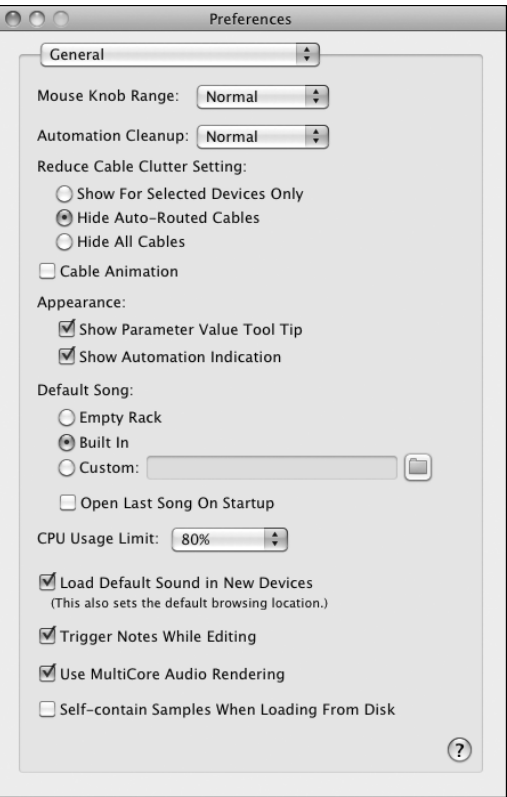 Preferences
General
Mouse Knob Range: Normal
Automation Cleanup: Normal
Reduce Cable Clutter Setting:
Show For Selected Devices Only
Hide Auto-Routed Cables
Hide All Cables
Cable Animation
Appearance:
Show Parameter Value Tool Tip
Show Automation Indication
Default Song:
Empty Rack
Built In
Custom:
Open Last Song On Startup
CPU Usage Limit: 80%
Load Default Sound in New Devices
(This also sets the default browsing location.)
Trigger Notes While Editing
Use MultiCore Audio Rendering
Self-contain Samples When Loading From Disk
?